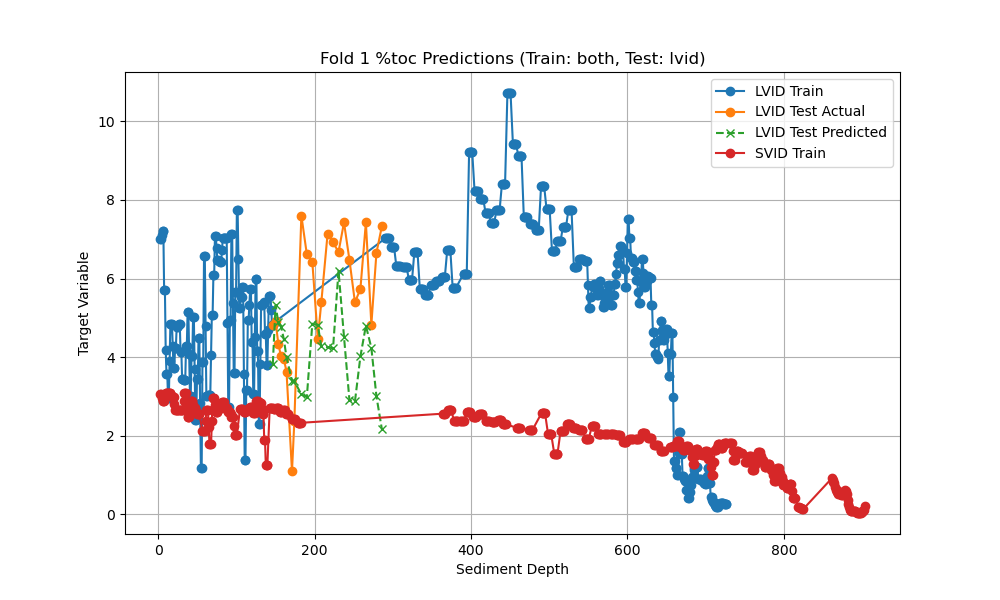 Fold 1 %toc Predictions (Train: both, Test: lvid)
LVID Train
LVID Test Actual
LVID Test Predicted
SVID Train
Target Variable
10
8
6
4
2
0
0 200 400 600 800
Sediment Depth